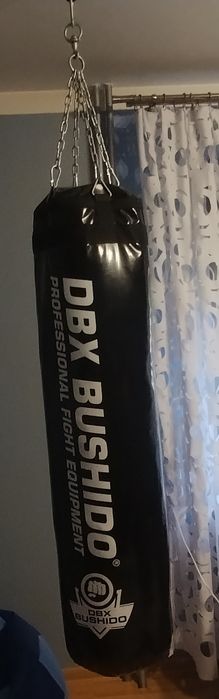 DBX BUSHIDO®
PROFESSIONAL FIGHT EQUIPMENT
DBX
BUSHIDO